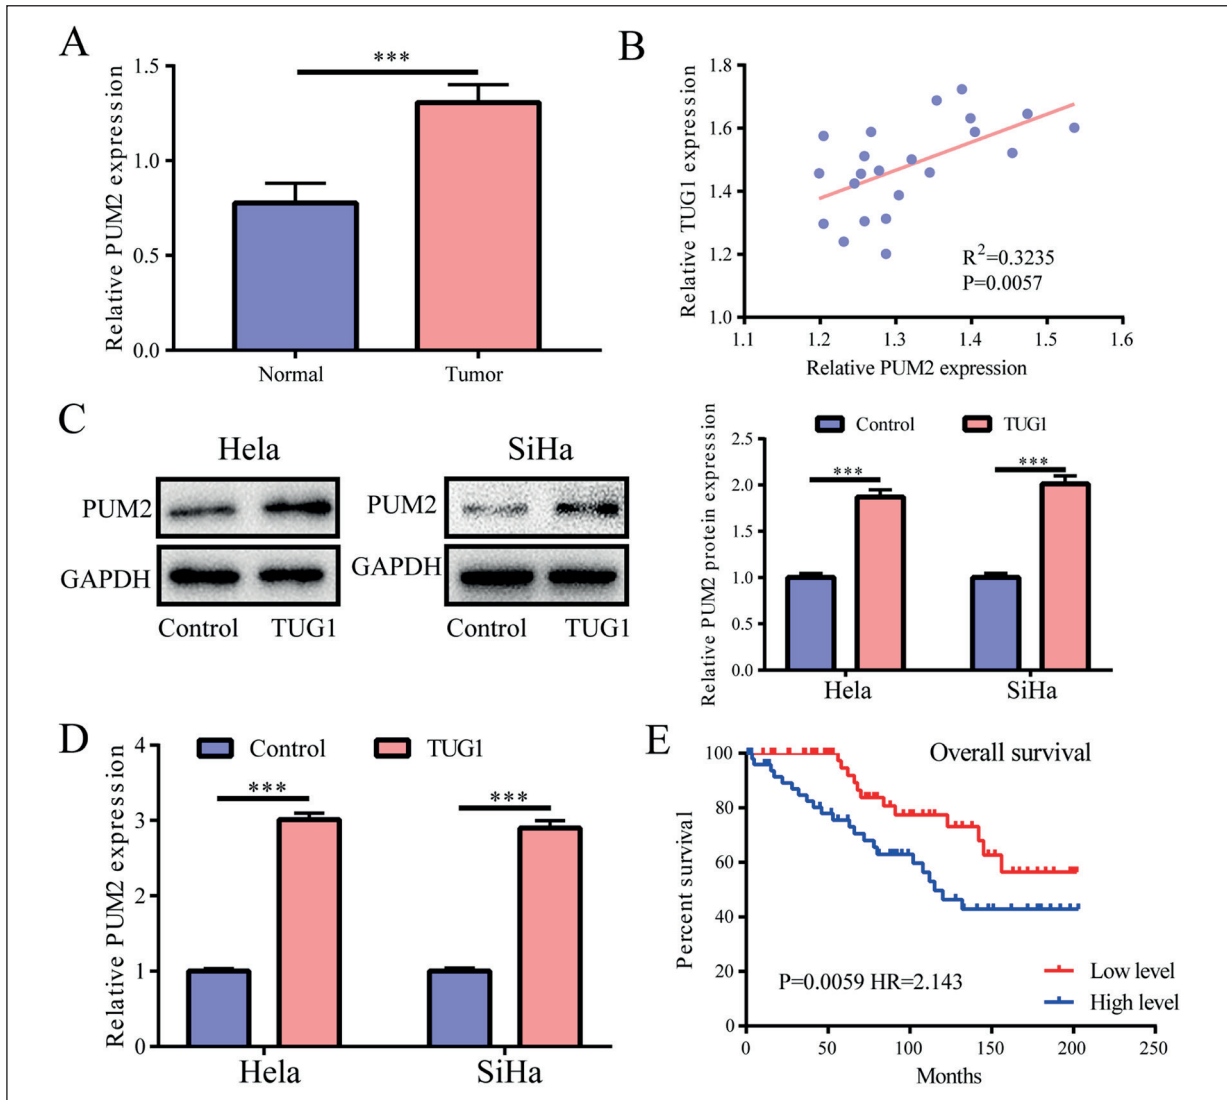 A
Relative PUM2 expression
1.5
1.0
0.5
0.0
***
Normal
Tumor
B
Relative TUG1 expression
1.8
1.6
1.4
1.2
1.0
R²=0.3235
P=0.0057
1.1
1.2
1.3
1.4
1.5
1.6
Relative PUM2 expression
C
Hela
PUM2
GAPDH
Control
TUG1
SiHa
PUM2
GAPDH
Control
TUG1
Control
TUG1
Relative PUM2 protein expression
2.5
2.0
1.5
1.0
0.5
0.0
***
***
Hela
SiHa
D
Relative PUM2 expression
4
3
2
1
0
Control
TUG1
***
***
Hela
SiHa
E
Overall survival
Percent survival
100
80
60
40
20
0
P=0.0059 HR=2.143
Low level
High level
0
50
100
150
200
250
Months